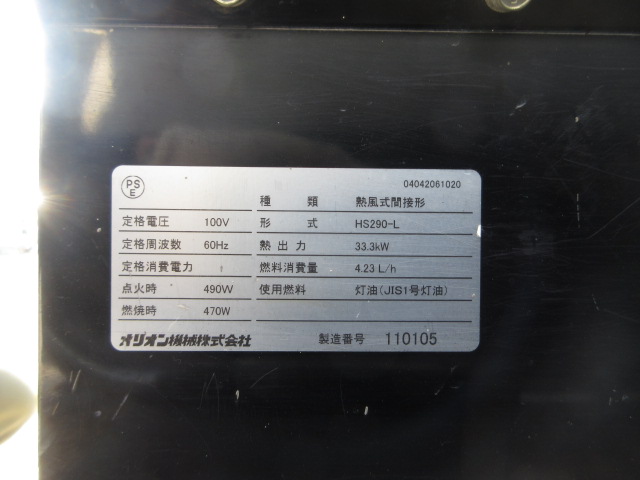 PS
E
04042061020
種類 熱風式間接形
定格電圧 100V 形式 HS290-L
定格周波数 60Hz 熱出力 33.3kW
定格消費電力 燃料消費量 4.23 L/h
点火時 490W 使用燃料 灯油(JIS1号灯油)
燃焼時 470W
オリオン機械株式会社 製造番号 110105